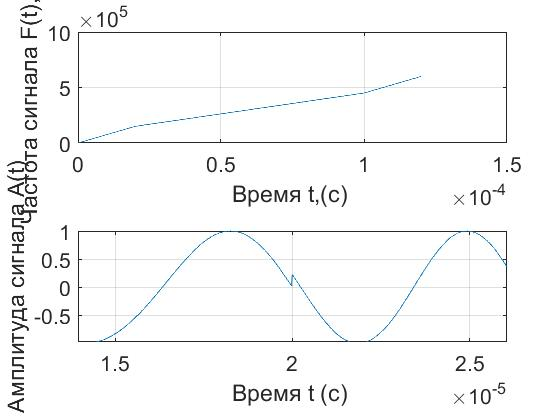 ×10^5
10
5
0
0 0.5 1 1.5
Время t,(с)
×10^-4
Частота сигнала F(t),
1
0.5
0
-0.5
1.5 2 2.5
Время t (с)
×10^-5
Амплитуда сигнала A(t)